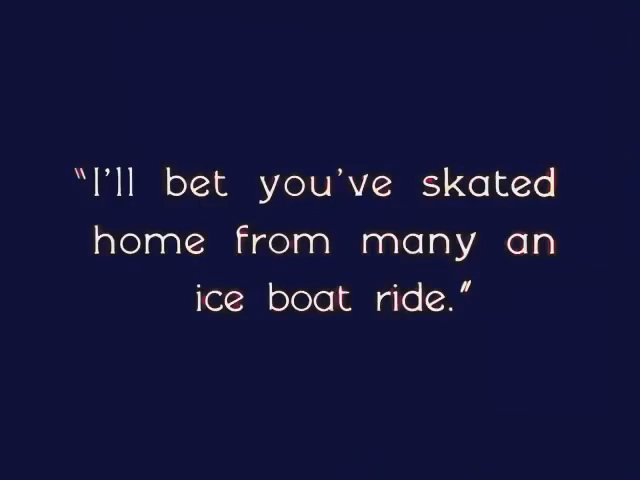 "I'll bet you've skated
home from many an
ice boat ride."